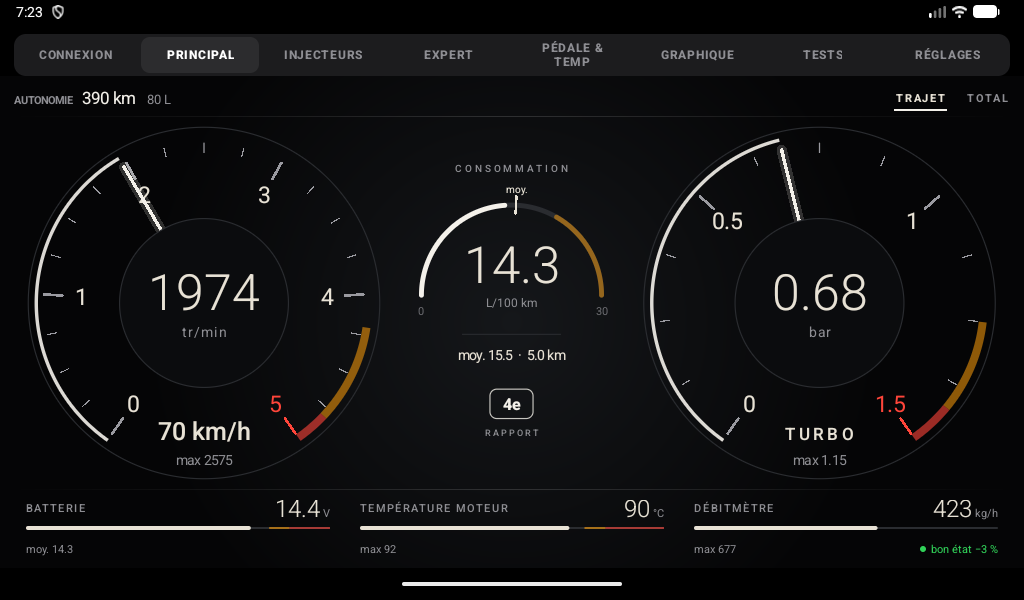 7:23
CONNEXION
PRINCIPAL
INJECTEURS
EXPERT
PÉDALE &
TEMP
GRAPHIQUE
TESTS
RÉGLAGES
AUTONOMIE 390 km 80 L
TRAJET TOTAL
0
1
2
3
4
5
1974
tr/min
70 km/h
max 2575
CONSOMMATION
moy.
14.3
L/100 km
0 30
moy. 15.5 · 5.0 km
4e
RAPPORT
0
0.5
1
1.5
0.68
bar
TURBO
max 1.15
BATTERIE 14.4 V
moy. 14.3
TEMPÉRATURE MOTEUR 90 °C
max 92
DÉBITMÈTRE 423 kg/h
max 677 bon état −3 %